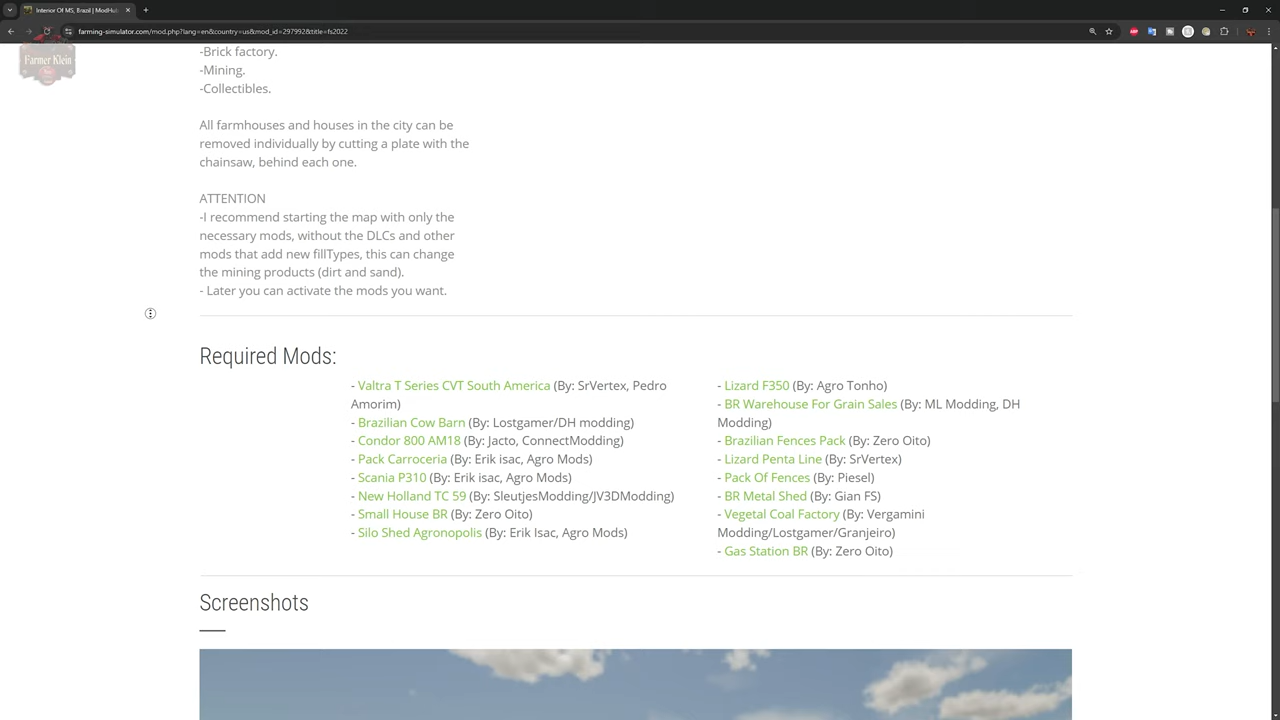 Interior Of MS, Brazil | ModHub
farming-simulator.com/mod.php?lang=en&country=us&mod_id=297992&title=fs2022
Farmer Klein
-Brick factory.
-Mining.
-Collectibles.
All farmhouses and houses in the city can be
removed individually by cutting a plate with the
chainsaw, behind each one.
ATTENTION
-I recommend starting the map with only the
necessary mods, without the DLCs and other
mods that add new fillTypes, this can change
the mining products (dirt and sand).
- Later you can activate the mods you want.
Required Mods:
- Valtra T Series CVT South America (By: SrVertex, Pedro
Amorim)
- Brazilian Cow Barn (By: Lostgamer/DH modding)
- Condor 800 AM18 (By: Jacto, ConnectModding)
- Pack Carroceria (By: Erik isac, Agro Mods)
- Scania P310 (By: Erik isac, Agro Mods)
- New Holland TC 59 (By: SleutjesModding/JV3DModding)
- Small House BR (By: Zero Oito)
- Silo Shed Agronopolis (By: Erik Isac, Agro Mods)
- Lizard F350 (By: Agro Tonho)
- BR Warehouse For Grain Sales (By: ML Modding, DH
Modding)
- Brazilian Fences Pack (By: Zero Oito)
- Lizard Penta Line (By: SrVertex)
- Pack Of Fences (By: Piesel)
- BR Metal Shed (By: Gian FS)
- Vegetal Coal Factory (By: Vergamini
Modding/Lostgamer/Granjeiro)
- Gas Station BR (By: Zero Oito)
Screenshots